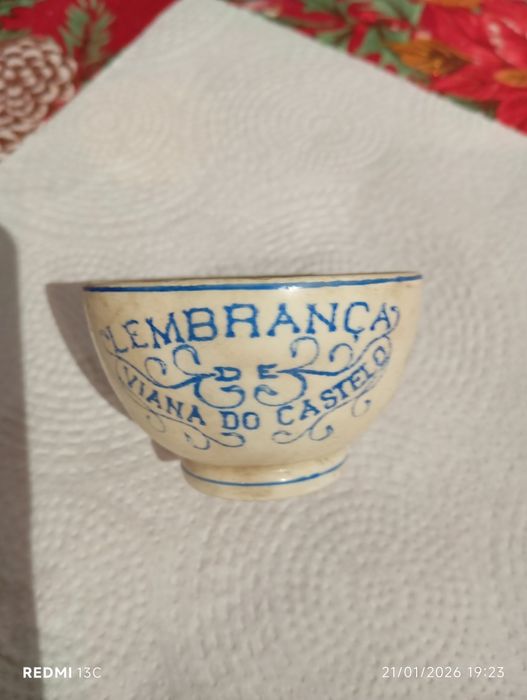 LEMBRANÇA
DE
VIANA DO CASTELO
REDMI 13C
21/01/2026 19:23